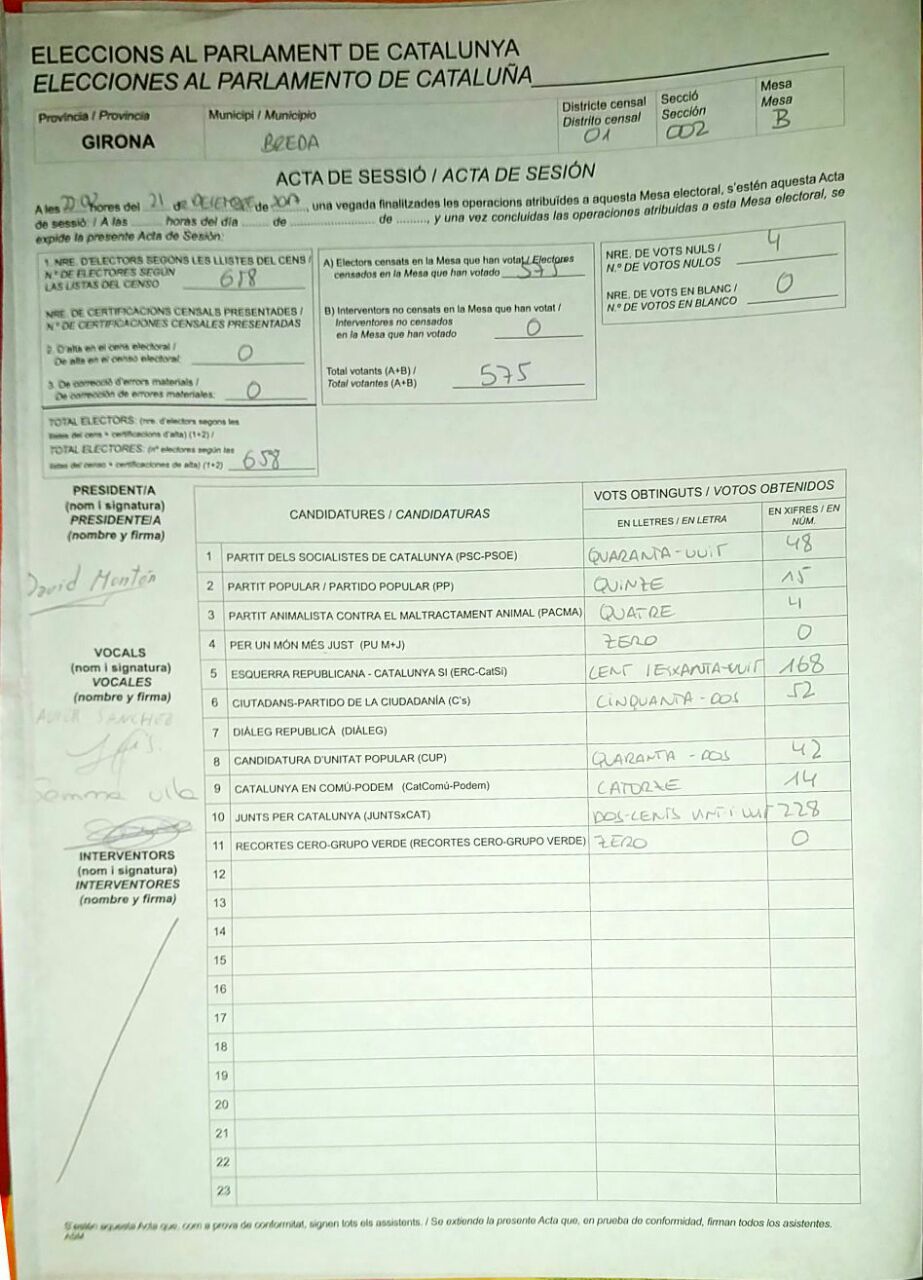 ELECCIONS AL PARLAMENT DE CATALUNYA
ELECCIONES AL PARLAMENTO DE CATALUÑA
Provincia / Provincia
GIRONA
Municipi / Municipio
BREDA
Districte censal
Distrito censal
01
Secció
Sección
002
Mesa
Mesa
B
ACTA DE SESSIÓ / ACTA DE SESIÓN
A les hores del 21 de DESEMBRE de 2017, una vegada finalitzades les operacions atribuïdes a aquesta Mesa electoral, s'estén aquesta Acta
de sessió: / A las ........ horas del día ........ de ........................ de ........., y una vez concluidas las operaciones atribuidas a esta Mesa electoral, se
expide la presente Acta de Sesión:
1. NRE. D'ELECTORS SEGONS LES LLISTES DEL CENS /
N.º DE ELECTORES SEGÚN
LAS LISTAS DEL CENSO 658
NRE. DE CERTIFICACIONS CENSALS PRESENTADES /
N.º DE CERTIFICACIONES CENSALES PRESENTADAS
2. D'alta en el cens electoral /
De alta en el censo electoral: 0
3. De correcció d'errors materials /
De corrección de errores materiales: 0
TOTAL ELECTORS: (nre. d'electors segons les
llistes del cens + certificacions d'alta) (1+2) /
TOTAL ELECTORES: (nº electores según las
listas del censo + certificaciones de alta) (1+2) 658
A) Electors censats en la Mesa que han votat / Electores
censados en la Mesa que han votado 575
B) Interventors no censats en la Mesa que han votat /
Interventores no censados
en la Mesa que han votado 0
Total votants (A+B) /
Total votantes (A+B) 575
NRE. DE VOTS NULS /
N.º DE VOTOS NULOS 4
NRE. DE VOTS EN BLANC /
N.º DE VOTOS EN BLANCO 0
PRESIDENT/A
(nom i signatura)
PRESIDENTE/A
(nombre y firma)
David Montón
VOCALS
(nom i signatura)
VOCALES
(nombre y firma)
SANCHEZ
Gemma Vila
INTERVENTORS
(nom i signatura)
INTERVENTORES
(nombre y firma)
CANDIDATURES / CANDIDATURAS
VOTS OBTINGUTS / VOTOS OBTENIDOS
EN LLETRES / EN LETRA
EN XIFRES / EN
NÚM.
1 PARTIT DELS SOCIALISTES DE CATALUNYA (PSC-PSOE) QUARANTA-VUIT 48
2 PARTIT POPULAR / PARTIDO POPULAR (PP) QUINZE 15
3 PARTIT ANIMALISTA CONTRA EL MALTRACTAMENT ANIMAL (PACMA) QUATRE 4
4 PER UN MÓN MÉS JUST (PU M+J) ZERO 0
5 ESQUERRA REPUBLICANA - CATALUNYA SI (ERC-CatSí) CENT SEIXANTA-VUIT 168
6 CIUTADANS-PARTIDO DE LA CIUDADANÍA (C's) CINQUANTA-DOS 52
7 DIÀLEG REPUBLICÀ (DIÀLEG)
8 CANDIDATURA D'UNITAT POPULAR (CUP) QUARANTA-DOS 42
9 CATALUNYA EN COMÚ-PODEM (CatComú-Podem) CATORZE 14
10 JUNTS PER CATALUNYA (JUNTSxCAT) DOS-CENTS VINT-I-VUIT 228
11 RECORTES CERO-GRUPO VERDE (RECORTES CERO-GRUPO VERDE) ZERO 0
12
13
14
15
16
17
18
19
20
21
22
23
S'estén aquesta Acta que, com a prova de conformitat, signen tots els assistents. / Se extiende la presente Acta que, en prueba de conformidad, firman todos los asistentes.